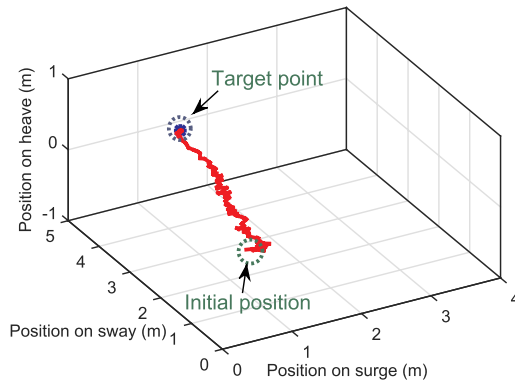 Target point
Initial position
Position on heave (m)
1
0
-1
Position on sway (m)
5
4
3
2
1
0
Position on surge (m)
0
1
2
3
4